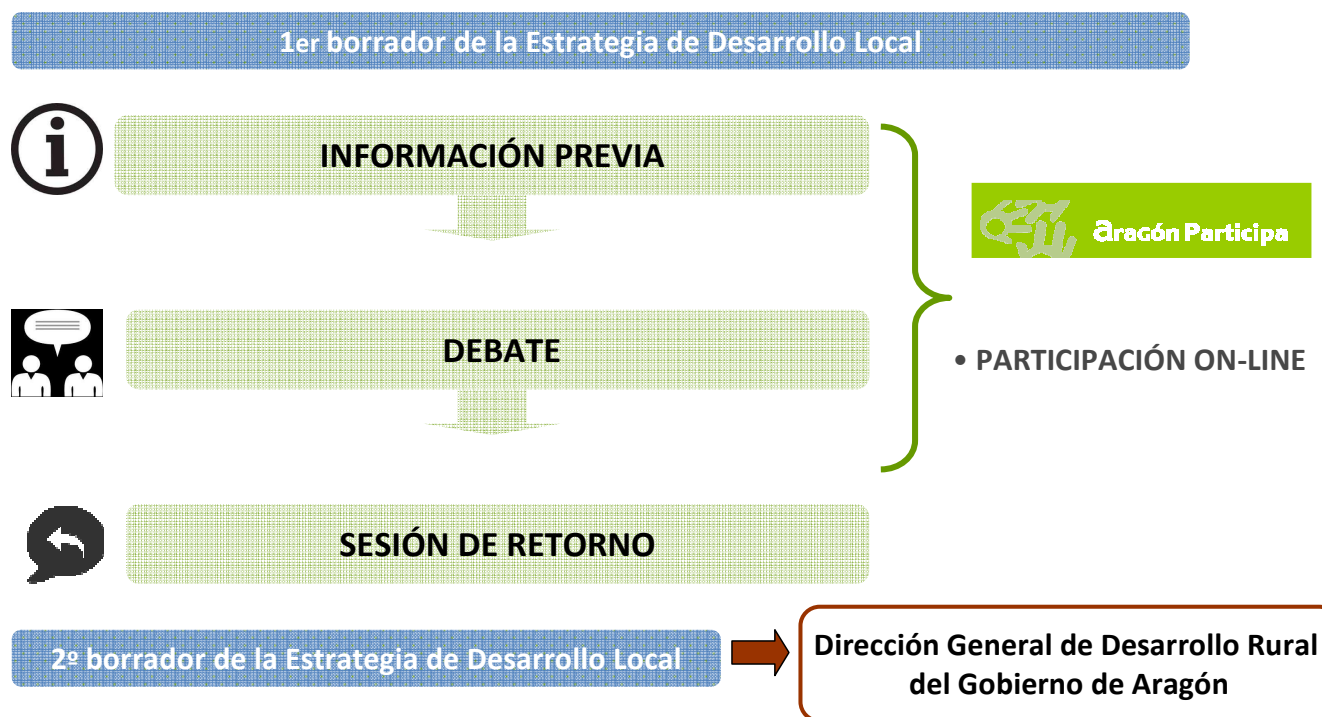 1er borrador de la Estrategia de Desarrollo Local
INFORMACIÓN PREVIA
aragón Participa
DEBATE
• PARTICIPACIÓN ON-LINE
SESIÓN DE RETORNO
2º borrador de la Estrategia de Desarrollo Local
Dirección General de Desarrollo Rural
del Gobierno de Aragón